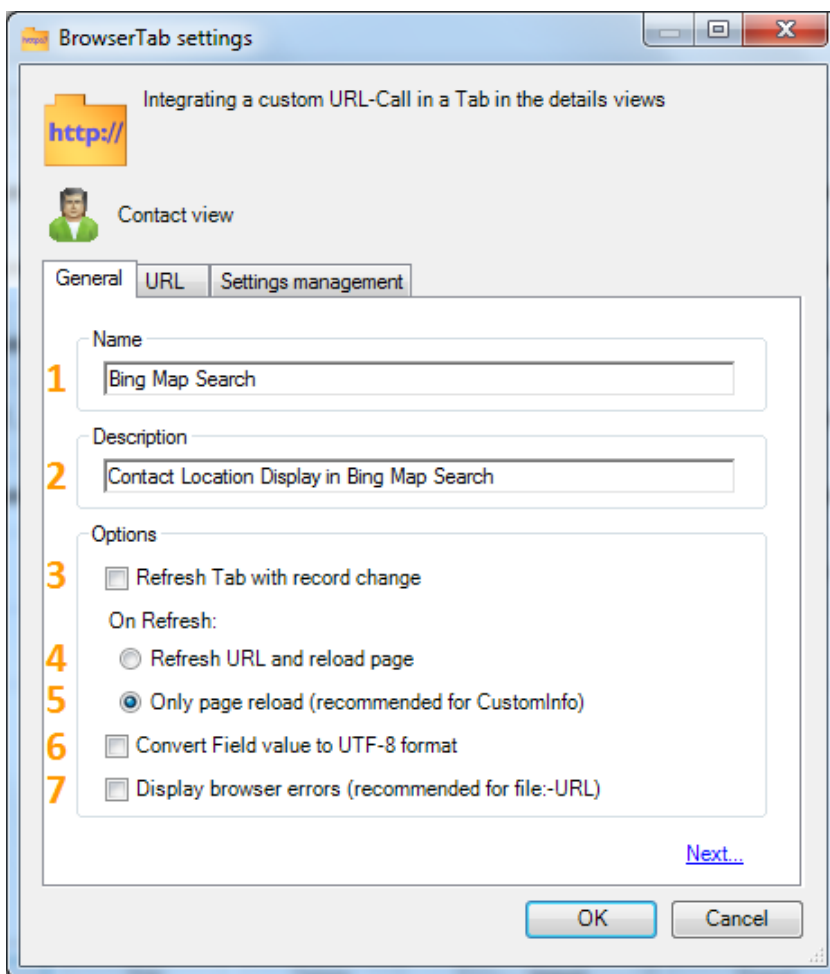 BrowserTab settings
http://
http://
Integrating a custom URL-Call in a Tab in the details views
Contact view
General URL Settings management
Name
1 Bing Map Search
Description
2 Contact Location Display in Bing Map Search
Options
3 Refresh Tab with record change
On Refresh:
4 Refresh URL and reload page
5 Only page reload (recommended for CustomInfo)
6 Convert Field value to UTF-8 format
7 Display browser errors (recommended for file:-URL)
Next...
OK Cancel